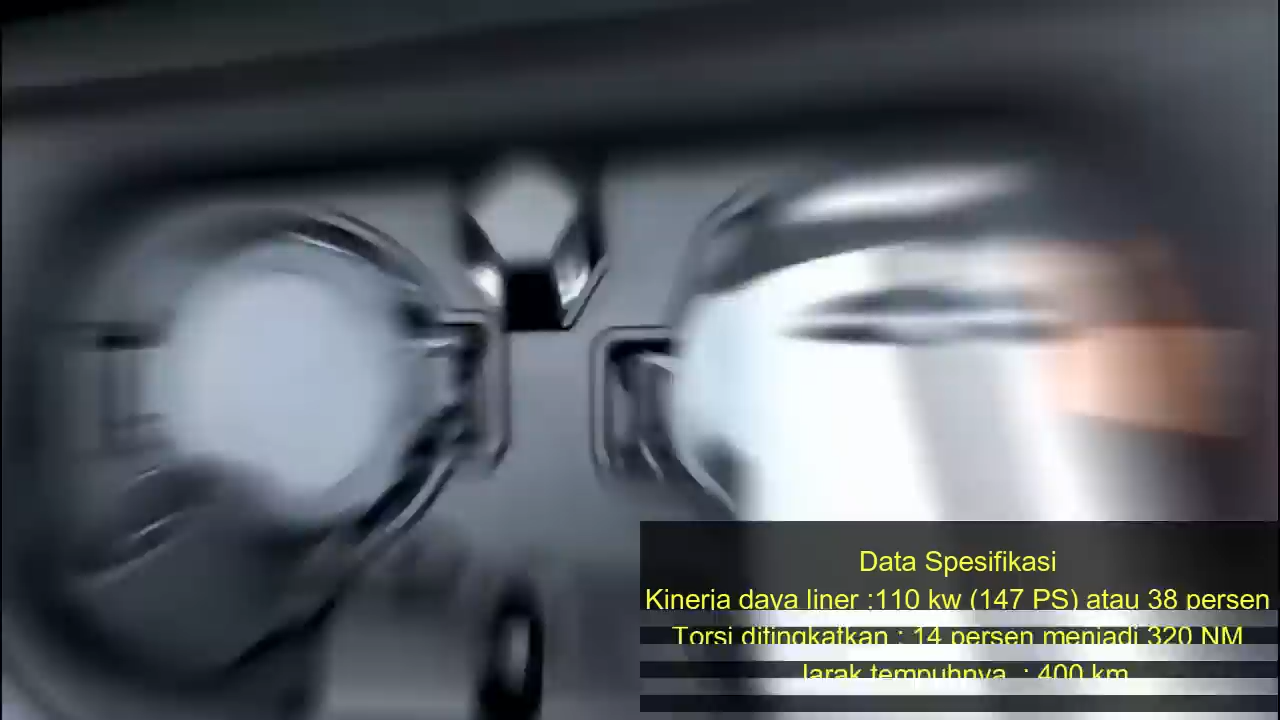 Data Spesifikasi
Kinerja daya liner :110 kw (147 PS) atau 38 persen
Torsi ditingkatkan : 14 persen menjadi 320 NM
Jarak tempuhnya : 400 km